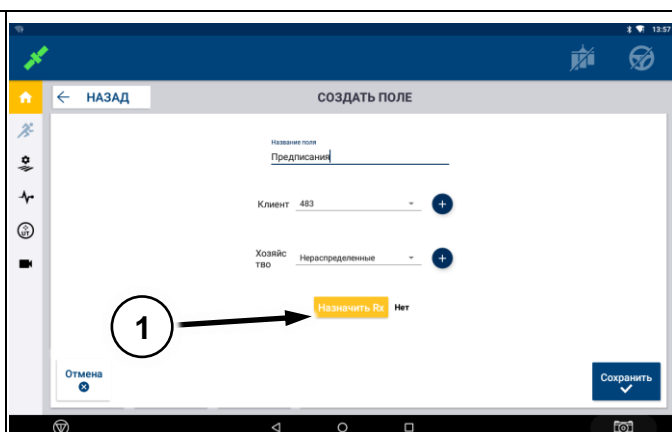 13:57
НАЗАД
СОЗДАТЬ ПОЛЕ
Название поля
Предписания
Клиент 483
Хозяйс
тво
Нераспределенные
UT
Назначить Rx Нет
1
Отмена
Сохранить